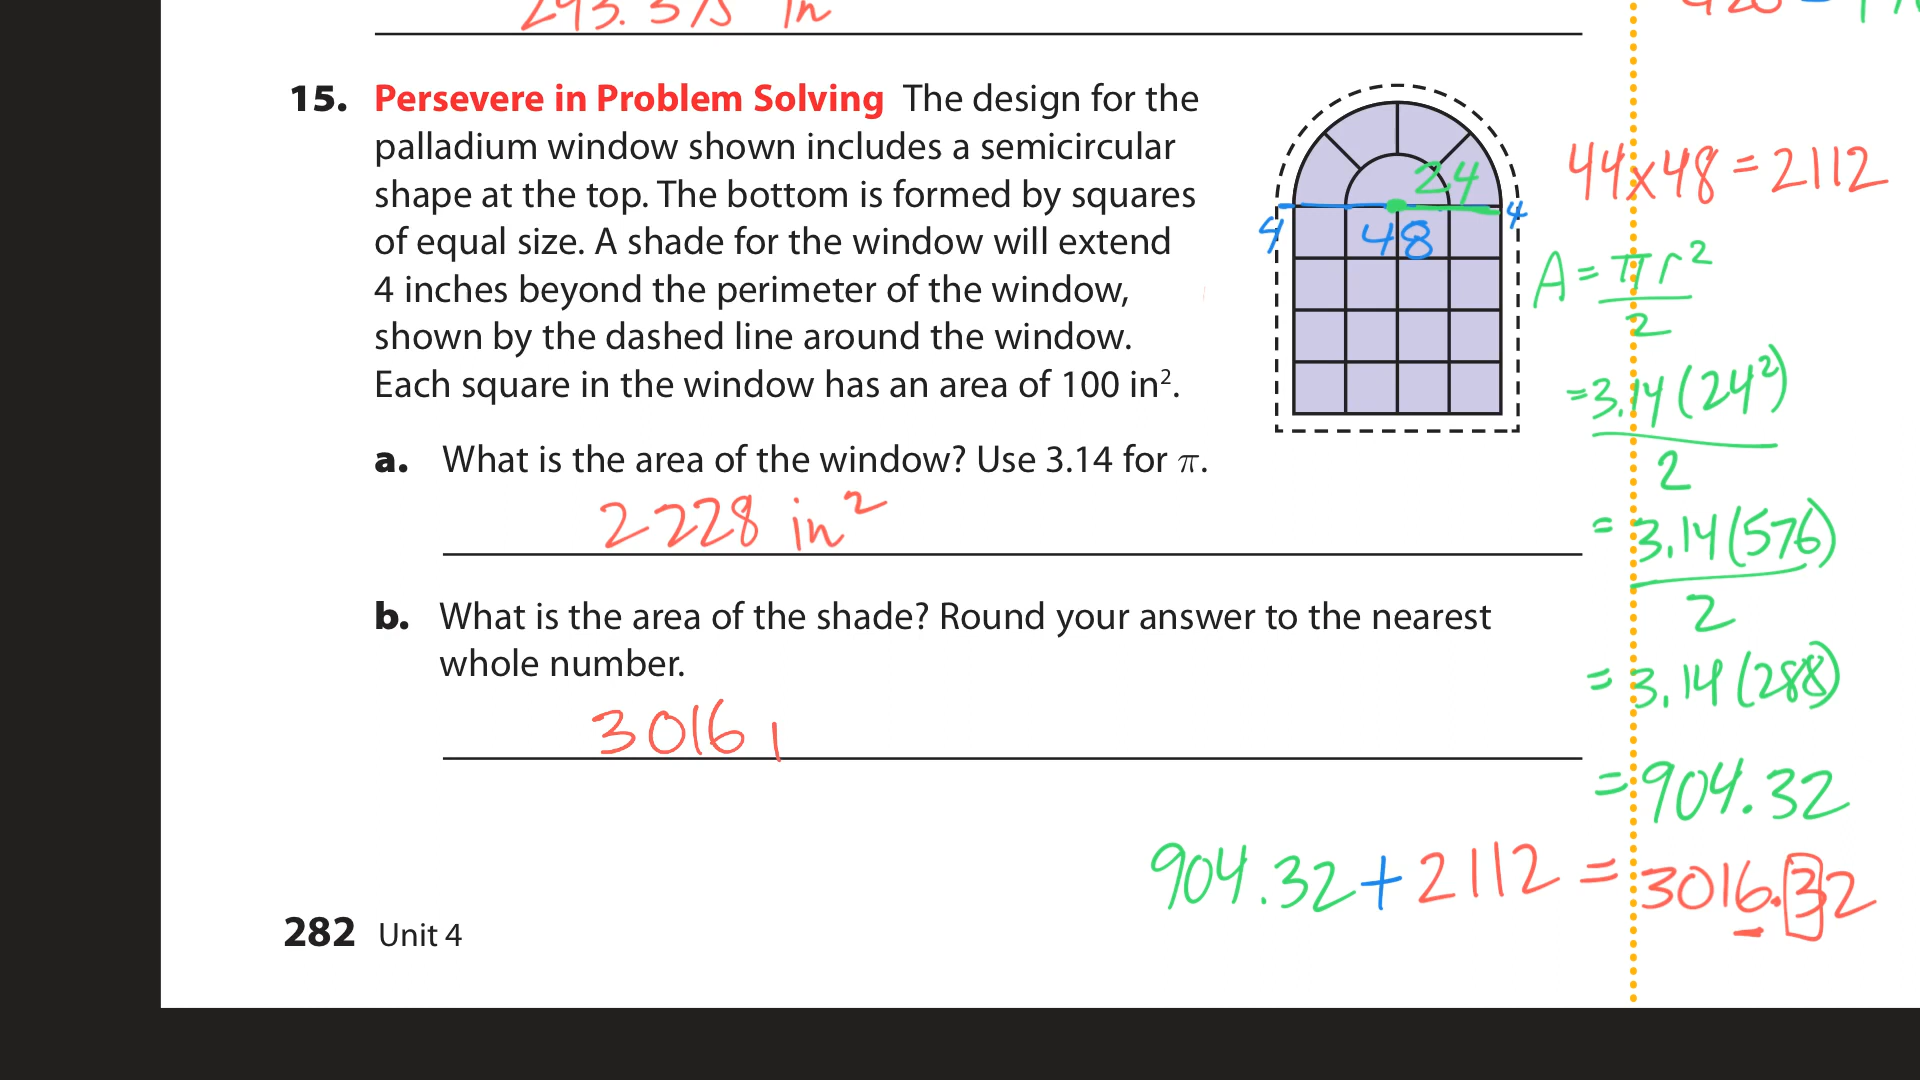 15. Persevere in Problem Solving The design for the
palladium window shown includes a semicircular
shape at the top. The bottom is formed by squares
of equal size. A shade for the window will extend
4 inches beyond the perimeter of the window,
shown by the dashed line around the window.
Each square in the window has an area of 100 in².
24
4 48 4
a. What is the area of the window? Use 3.14 for π.
2228 in²
b. What is the area of the shade? Round your answer to the nearest
whole number.
3016
44x48=2112
A = πr²/2
= 3.14(24²)/2
= 3.14(576)/2
= 3.14(288)
= 904.32
904.32+2112 = 3016.32
282 Unit 4